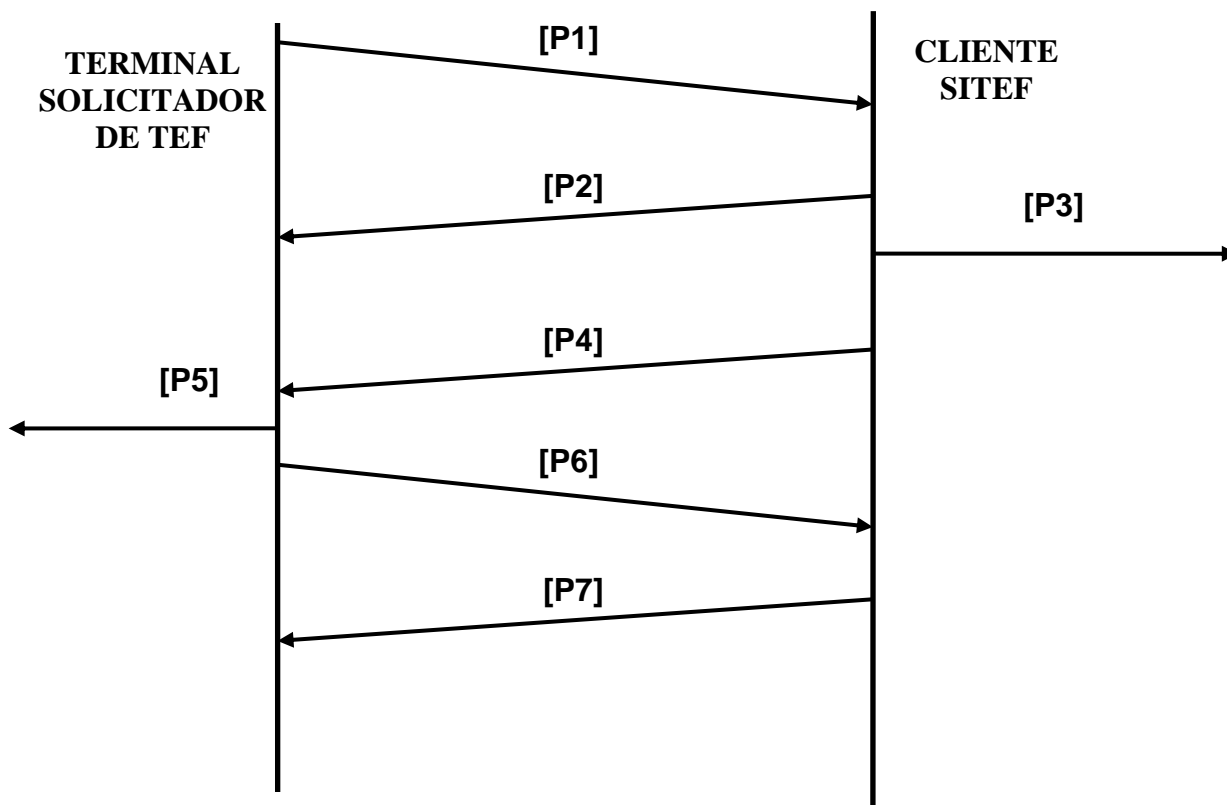 [P1]
TERMINAL
SOLICITADOR
DE TEF
CLIENTE
SITEF
[P2]
[P3]
[P4]
[P5]
[P6]
[P7]